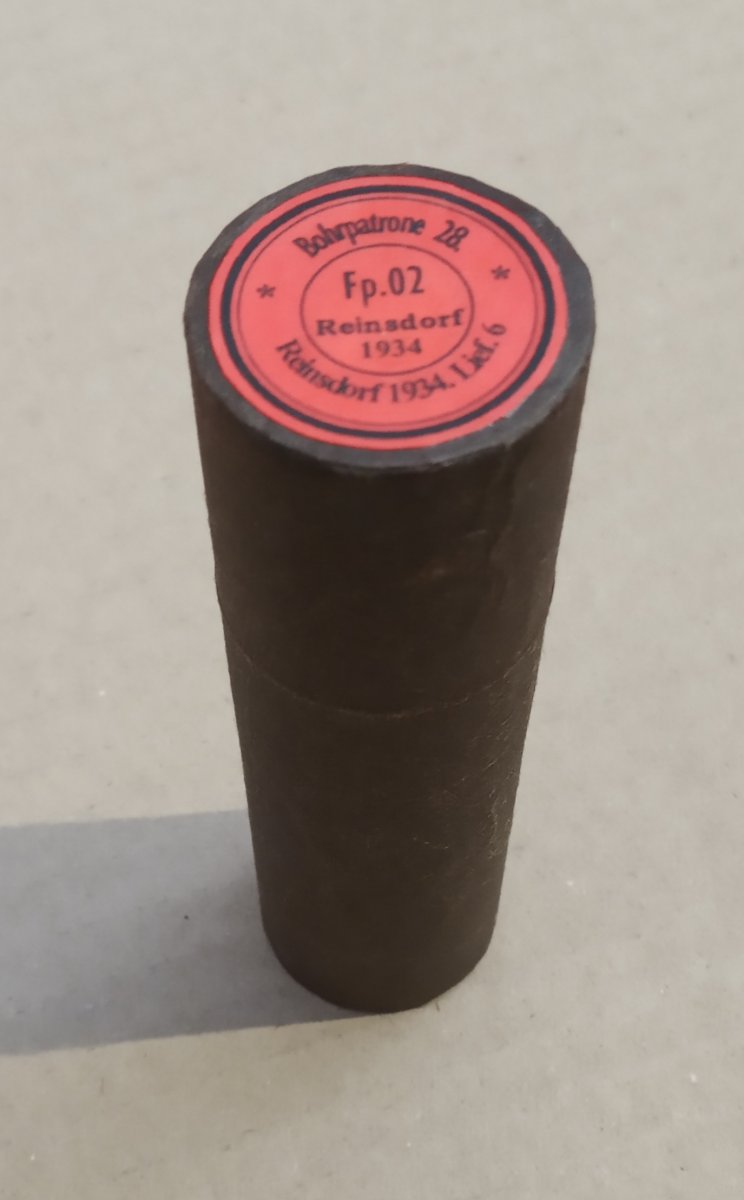 Bohrpatrone 28.
* *
Fp.02
Reinsdorf
1934
Reinsdorf 1934. Lief. 6